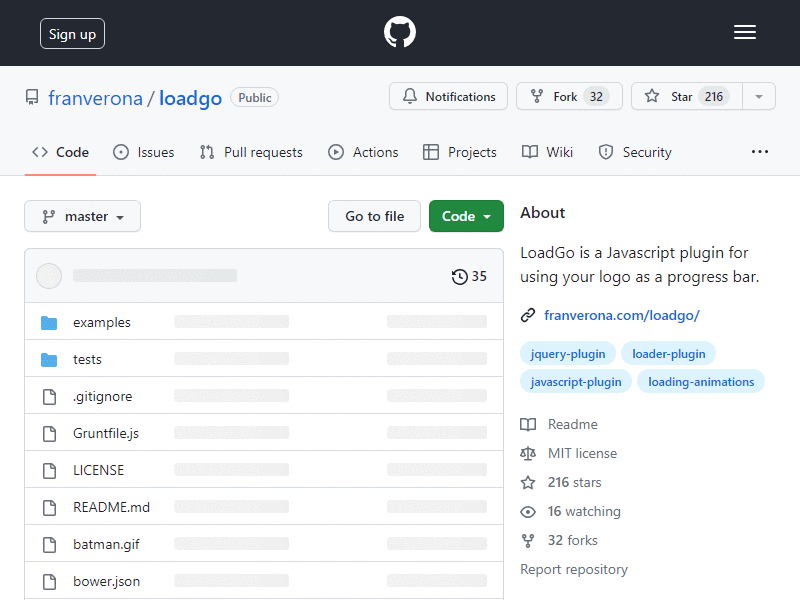 Sign up
franverona / loadgo Public
Notifications Fork 32 Star 216
Code Issues Pull requests Actions Projects Wiki Security
master Go to file Code
35
examples
tests
.gitignore
Gruntfile.js
LICENSE
README.md
batman.gif
bower.json
About
LoadGo is a Javascript plugin for
using your logo as a progress bar.
franverona.com/loadgo/
jquery-plugin loader-plugin
javascript-plugin loading-animations
Readme
MIT license
216 stars
16 watching
32 forks
Report repository